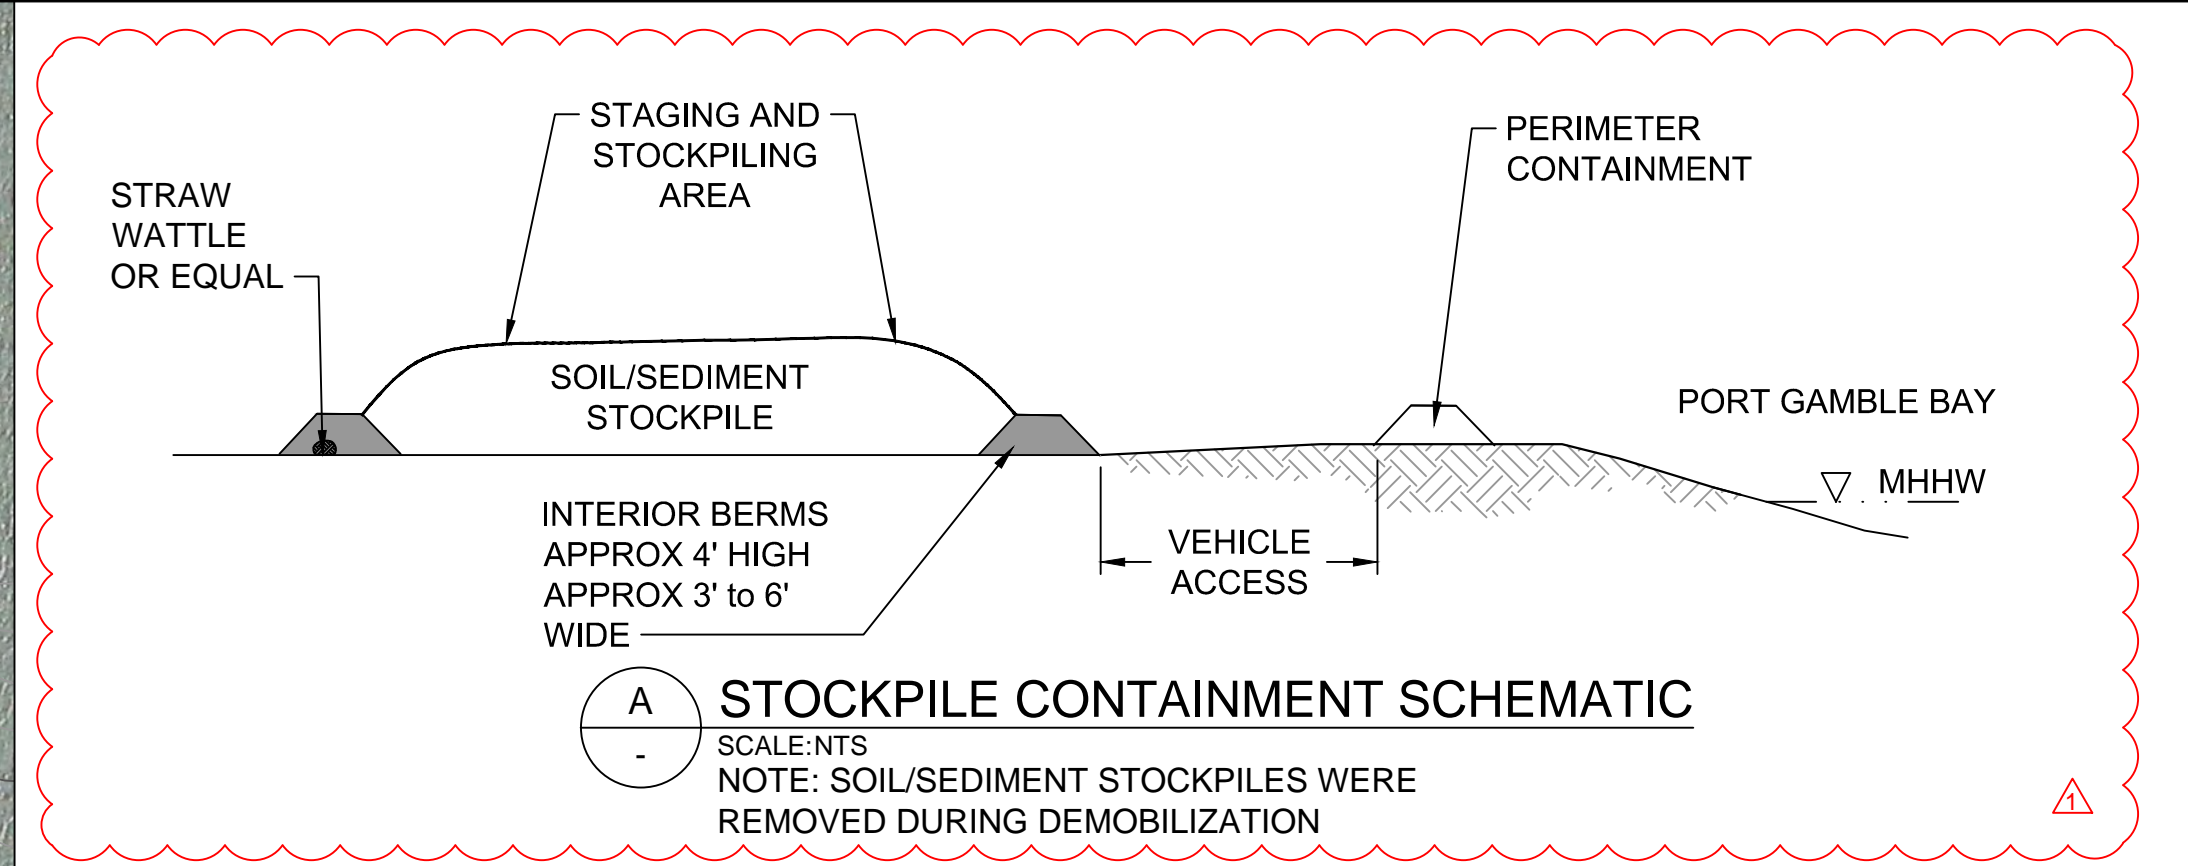 STAGING AND
STOCKPILING
AREA
PERIMETER
CONTAINMENT
STRAW
WATTLE
OR EQUAL
SOIL/SEDIMENT
STOCKPILE
PORT GAMBLE BAY
MHHW
INTERIOR BERMS
APPROX 4' HIGH
APPROX 3' to 6'
WIDE
VEHICLE
ACCESS
A
-
STOCKPILE CONTAINMENT SCHEMATIC
SCALE:NTS
NOTE: SOIL/SEDIMENT STOCKPILES WERE
REMOVED DURING DEMOBILIZATION
1